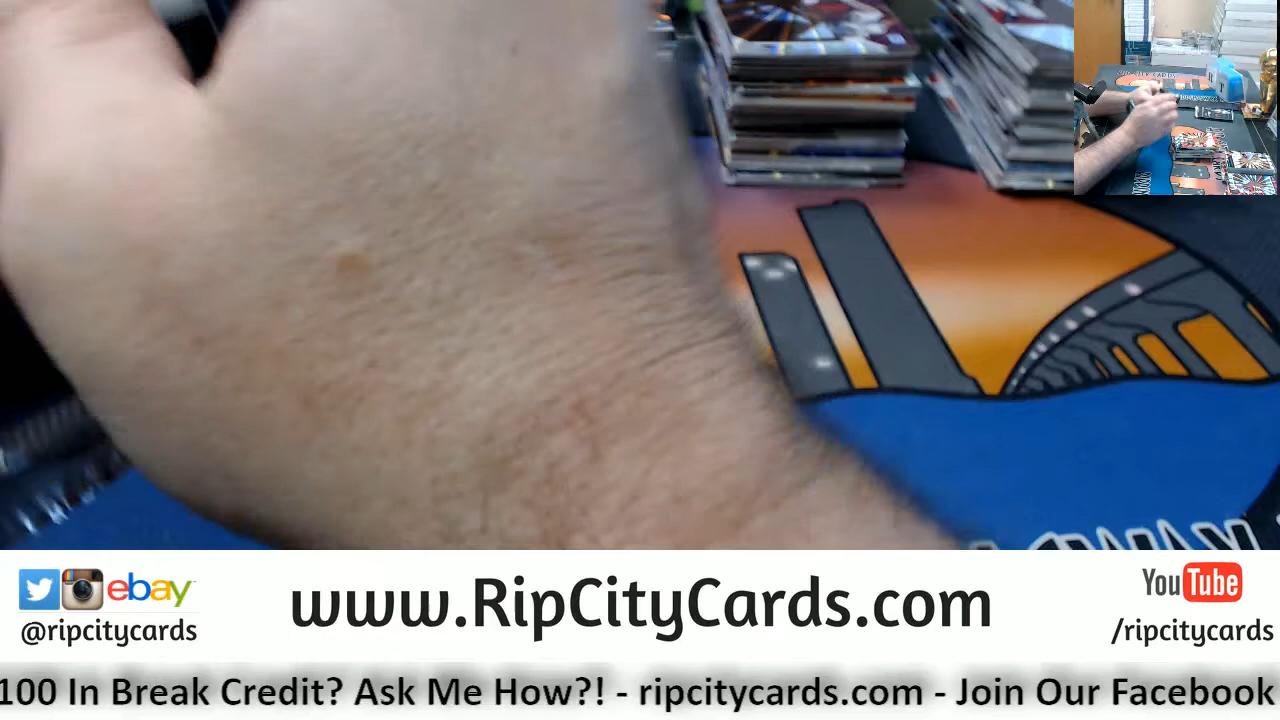 ebay
@ripcitycards
www.RipCityCards.com
YouTube
/ripcitycards
100 In Break Credit? Ask Me How?! - ripcitycards.com - Join Our Facebook